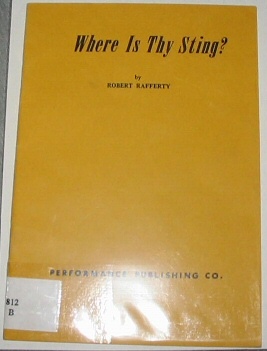 Where Is Thy Sting?
by
ROBERT RAFFERTY
PERFORMANCE PUBLISHING CO.
812
B